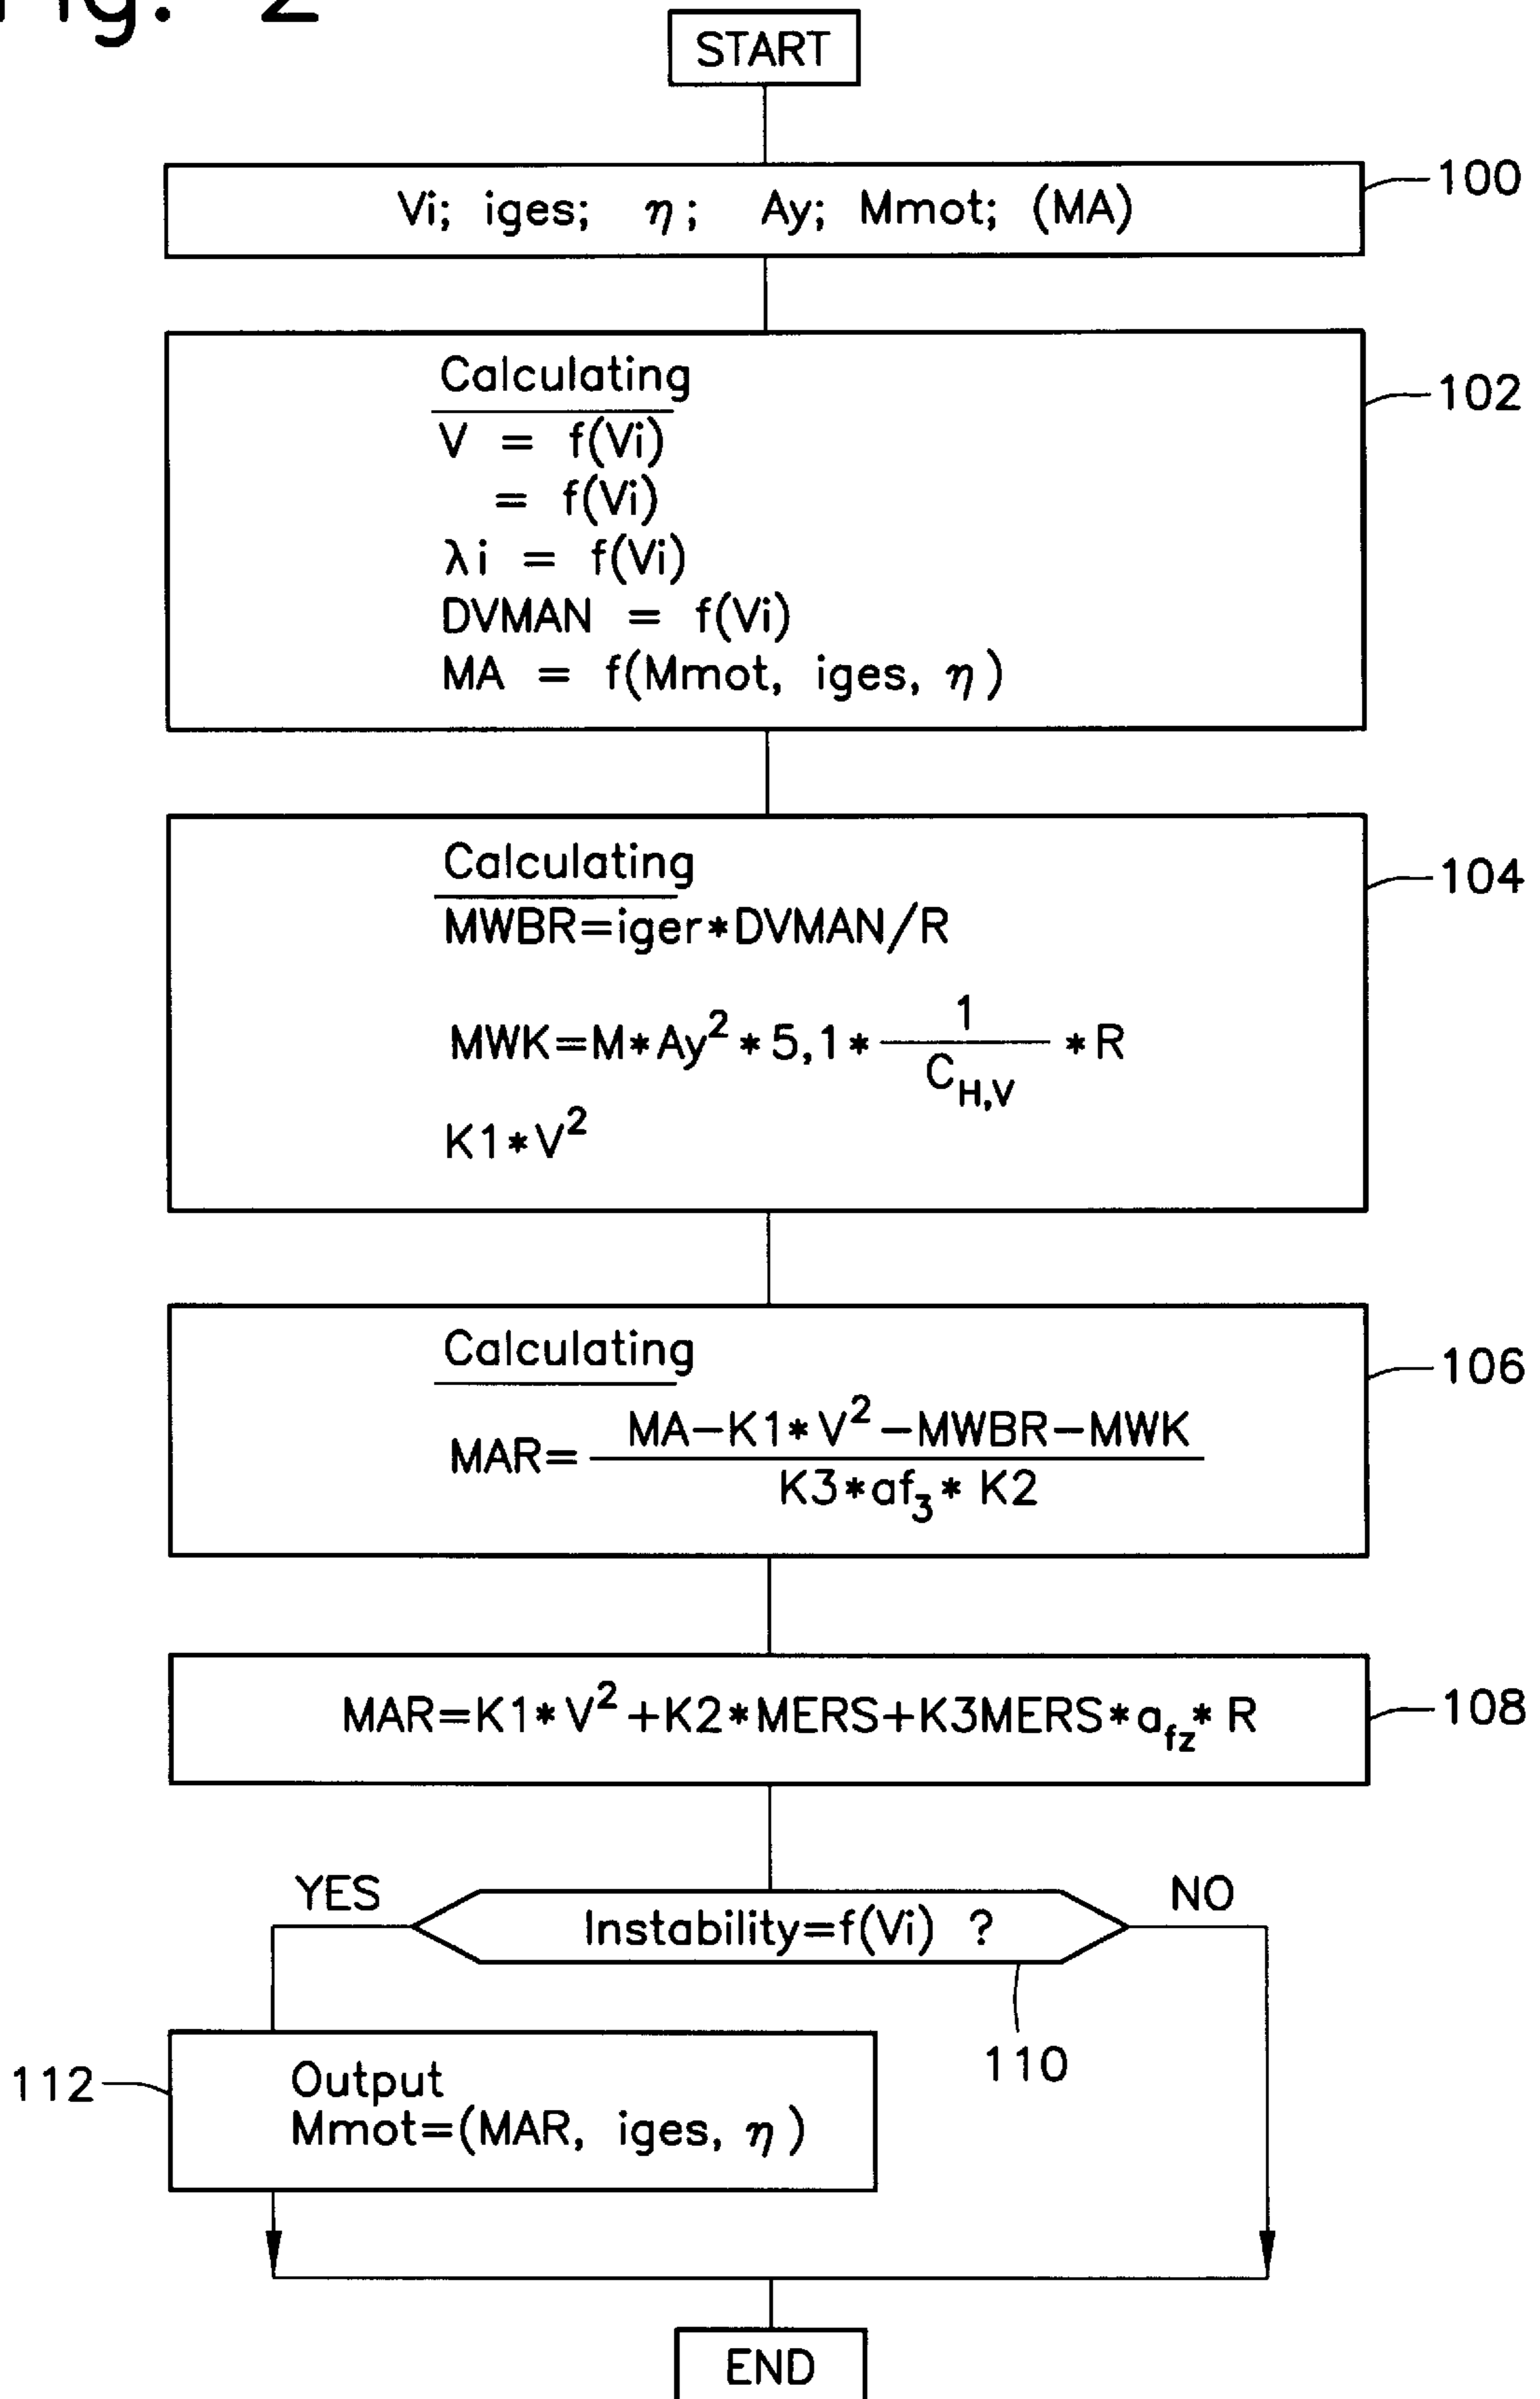 Fig. 2
START
Vi; iges; η; Ay; Mmot; (MA)
100
Calculating
V = f(Vi)
= f(Vi)
λi = f(Vi)
DVMAN = f(Vi)
MA = f(Mmot, iges, η)
102
Calculating
MWBR=iger*DVMAN/R
MWK=M*Ay²*5,1* 1/C_H,V *R
K1*V²
104
Calculating
MAR= MA-K1*V²-MWBR-MWK
K3*af₃*K2
106
MAR=K1*V²+K2*MERS+K3MERS*a_fz*R
108
YES
Instability=f(Vi) ?
NO
110
Output
Mmot=(MAR, iges, η)
112
END